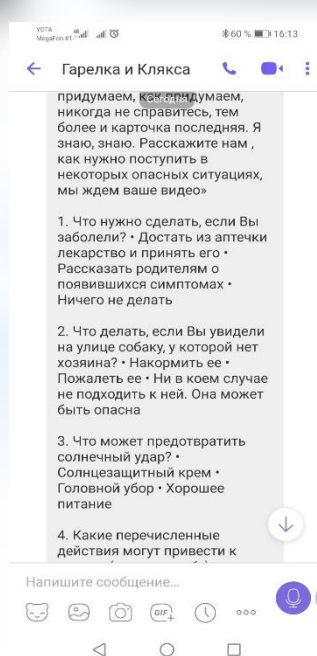 YOTA
MegaFon #1
60 % 16:13
Гарелка и Клякса
придумаем, как придумаем,
никогда не справитесь, тем
более и карточка последняя. Я
знаю, знаю. Расскажите нам ,
как нужно поступить в
некоторых опасных ситуациях,
мы ждем ваше видео»
1. Что нужно сделать, если Вы
заболели? • Достать из аптечки
лекарство и принять его •
Рассказать родителям о
появившихся симптомах •
Ничего не делать
2. Что делать, если Вы увидели
на улице собаку, у которой нет
хозяина? • Накормить ее •
Пожалеть ее • Ни в коем случае
не подходить к ней. Она может
быть опасна
3. Что может предотвратить
солнечный удар? •
Солнцезащитный крем •
Головной убор • Хорошее
питание
4. Какие перечисленные
действия могут привести к
Напишите сообщение...
GIF+